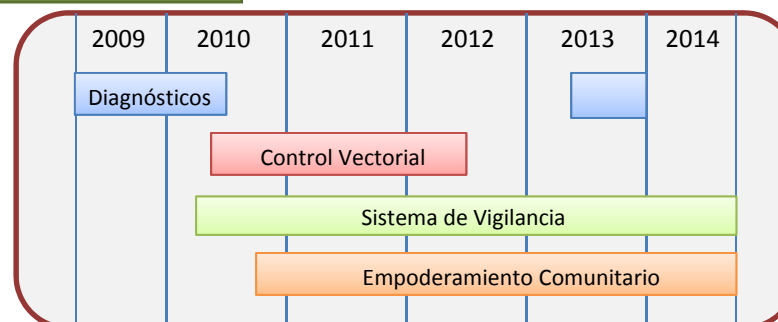 2009 2010 2011 2012 2013 2014
Diagnósticos
Control Vectorial
Sistema de Vigilancia
Empoderamiento Comunitario